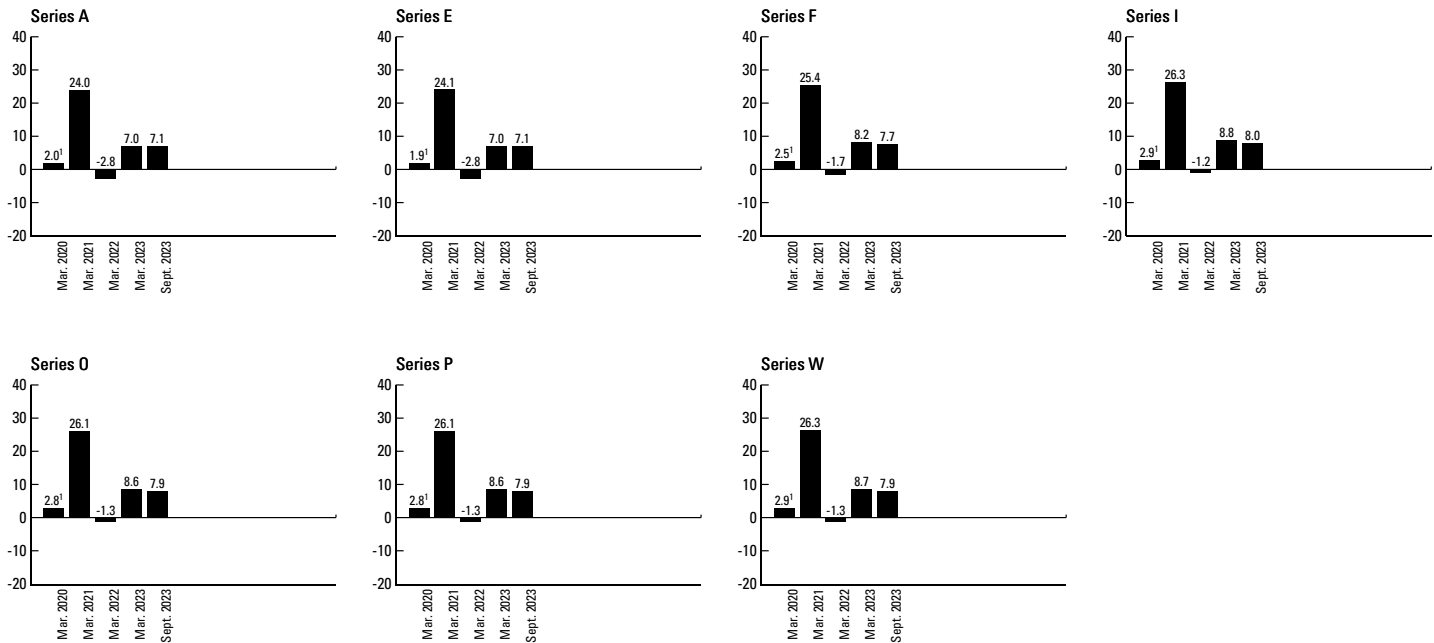 Series A
40
30
20
10
0
-10
-20
2.0¹
24.0
-2.8
7.0
7.1
Mar. 2020
Mar. 2021
Mar. 2022
Mar. 2023
Sept. 2023
Series E
40
30
20
10
0
-10
-20
1.9¹
24.1
-2.8
7.0
7.1
Mar. 2020
Mar. 2021
Mar. 2022
Mar. 2023
Sept. 2023
Series F
40
30
20
10
0
-10
-20
2.5¹
25.4
-1.7
8.2
7.7
Mar. 2020
Mar. 2021
Mar. 2022
Mar. 2023
Sept. 2023
Series I
40
30
20
10
0
-10
-20
2.9¹
26.3
-1.2
8.8
8.0
Mar. 2020
Mar. 2021
Mar. 2022
Mar. 2023
Sept. 2023
Series O
40
30
20
10
0
-10
-20
2.8¹
26.1
-1.3
8.6
7.9
Mar. 2020
Mar. 2021
Mar. 2022
Mar. 2023
Sept. 2023
Series P
40
30
20
10
0
-10
-20
2.8¹
26.1
-1.3
8.6
7.9
Mar. 2020
Mar. 2021
Mar. 2022
Mar. 2023
Sept. 2023
Series W
40
30
20
10
0
-10
-20
2.9¹
26.3
-1.3
8.7
7.9
Mar. 2020
Mar. 2021
Mar. 2022
Mar. 2023
Sept. 2023